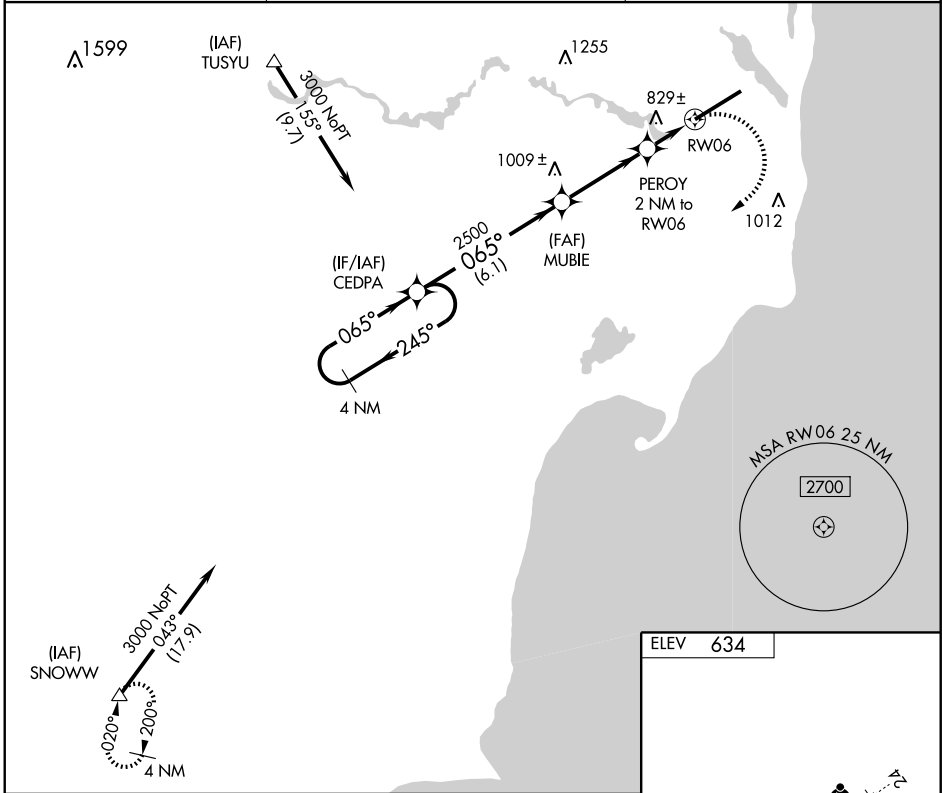 1599
(IAF)
TUSYU
3000 NoPT
155°
(9.7)
1255
829±
RW06
1009±
PEROY
2 NM to
RW06
1012
(FAF)
MUBIE
2500
065°
(6.1)
(IF/IAF)
CEDPA
065°
245°
4 NM
MSA RW06 25 NM
2700
3000 NoPT
043°
(17.9)
(IAF)
SNOWW
020°
200°
4 NM
ELEV 634
24